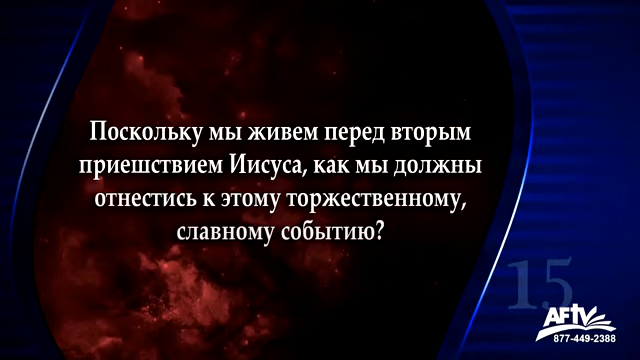 Поскольку мы живем перед вторым
приешствием Иисуса, как мы должны
отнестись к этому торжественному,
славному событию?
15
AFtv
877-449-2388